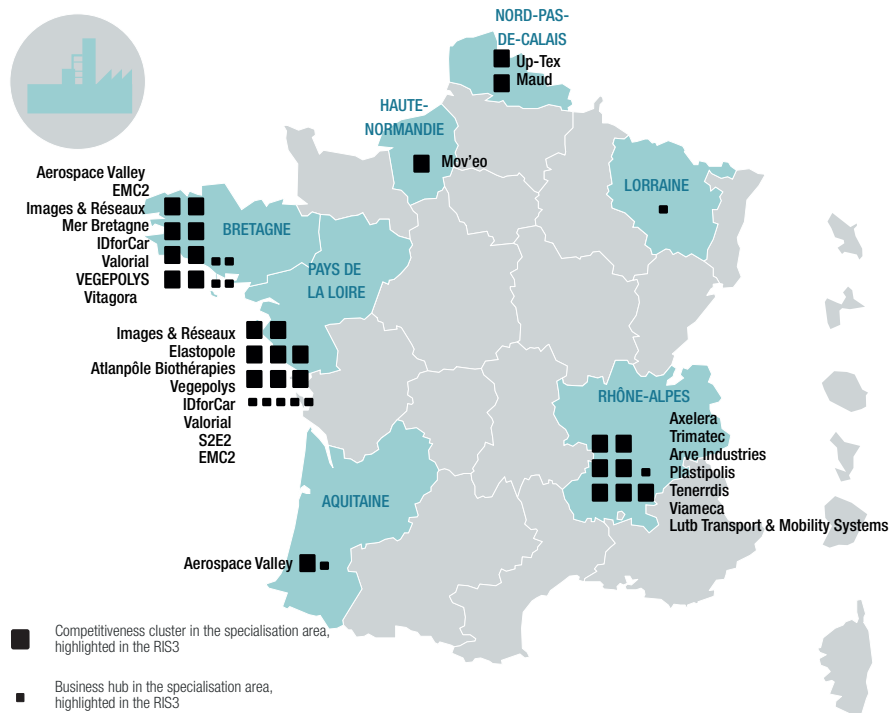 NORD-PAS-
DE-CALAIS
Up-Tex
Maud
HAUTE-
NORMANDIE
Mov'eo
LORRAINE
Aerospace Valley
EMC2
Images & Réseaux
Mer Bretagne
IDforCar
Valorial
VEGEPOLYS
Vitagora
BRETAGNE
PAYS DE
LA LOIRE
Images & Réseaux
Elastopole
Atlanpôle Biothérapies
Vegepolys
IDforCar
Valorial
S2E2
EMC2
RHÔNE-ALPES
Axelera
Trimatec
Arve Industries
Plastipolis
Tenerrdis
Viameca
Lutb Transport & Mobility Systems
AQUITAINE
Aerospace Valley
Competitiveness cluster in the specialisation area,
highlighted in the RIS3
Business hub in the specialisation area,
highlighted in the RIS3